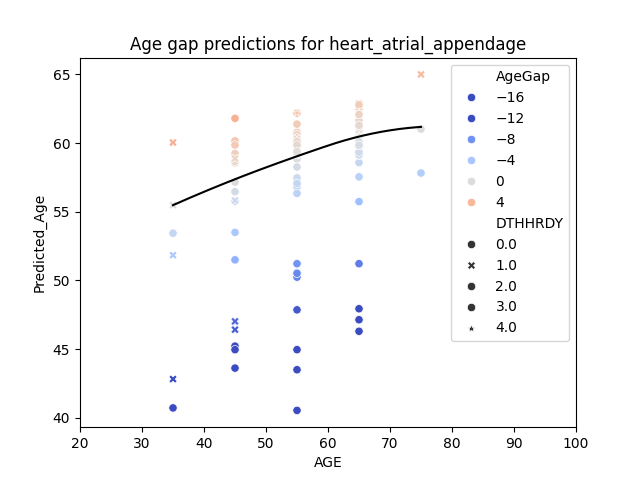 Age gap predictions for heart_atrial_appendage
Predicted_Age
65
60
55
50
45
40
20 30 40 50 60 70 80 90 100
AGE
AgeGap
−16
−12
−8
−4
0
4
DTHHRDY
0.0
1.0
2.0
3.0
4.0